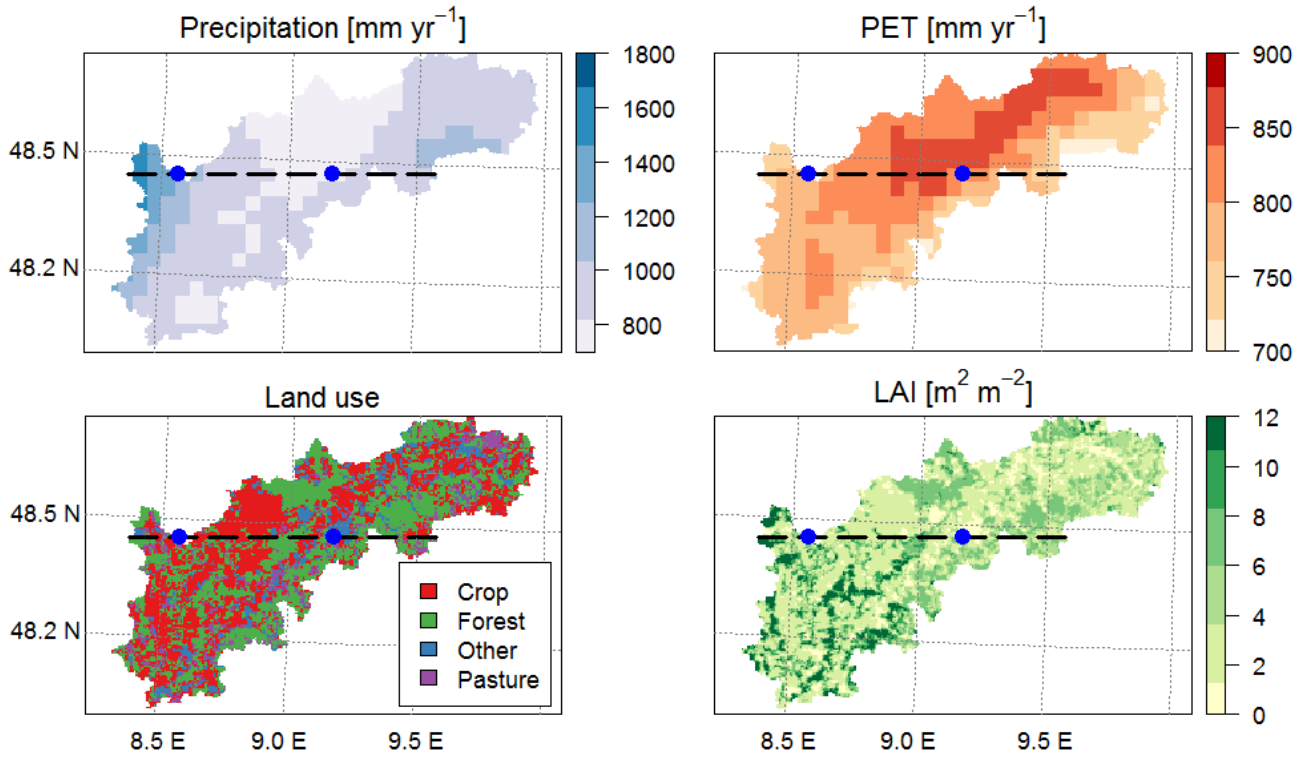 Precipitation [mm yr⁻¹]
PET [mm yr⁻¹]
1800
1600
1400
1200
1000
800
48.5 N
48.2 N
900
850
800
750
700
Land use
LAI [m² m⁻²]
48.5 N
48.2 N
Crop
Forest
Other
Pasture
12
10
8
6
4
2
0
8.5 E 9.0 E 9.5 E
8.5 E 9.0 E 9.5 E